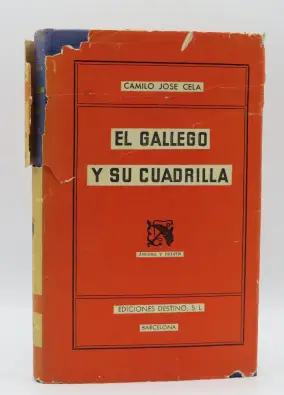 CAMILO JOSE CELA
EL GALLEGO
Y SU CUADRILLA
EDICIONES DESTINO, S L
BARCELONA